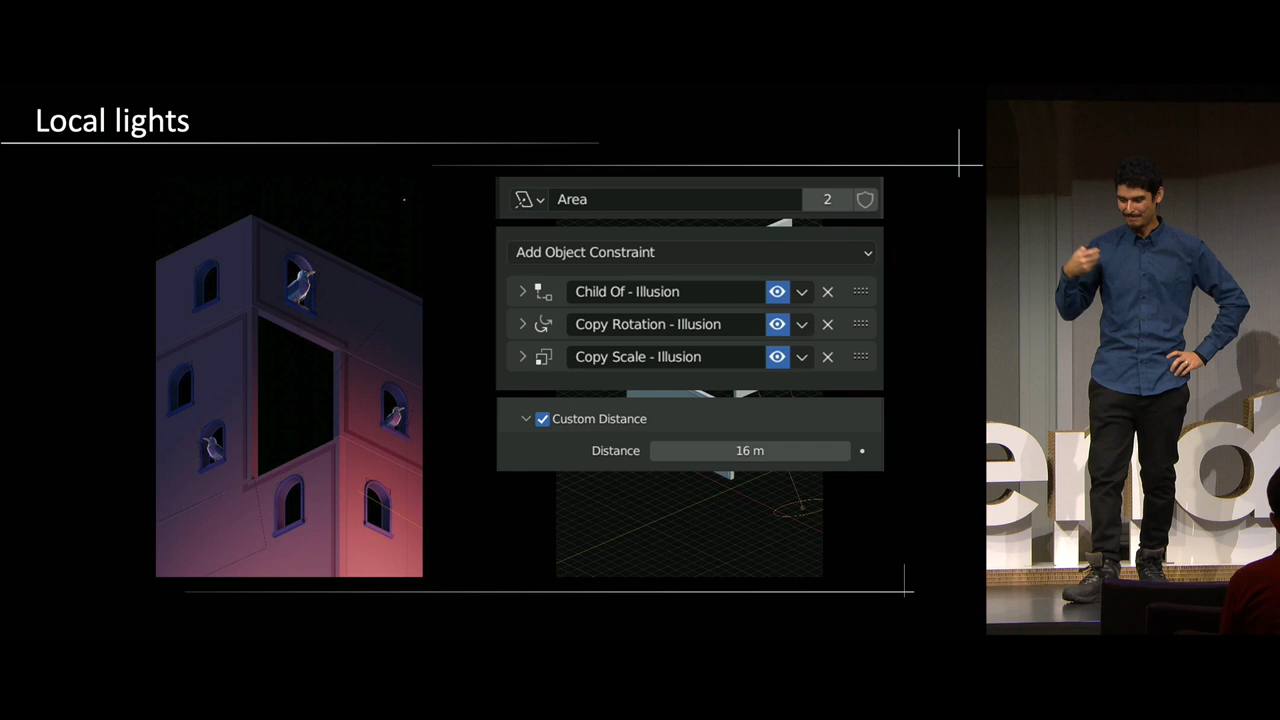 Local lights
Area
2
Add Object Constraint
Child Of - Illusion
Copy Rotation - Illusion
Copy Scale - Illusion
Custom Distance
Distance
16 m
end